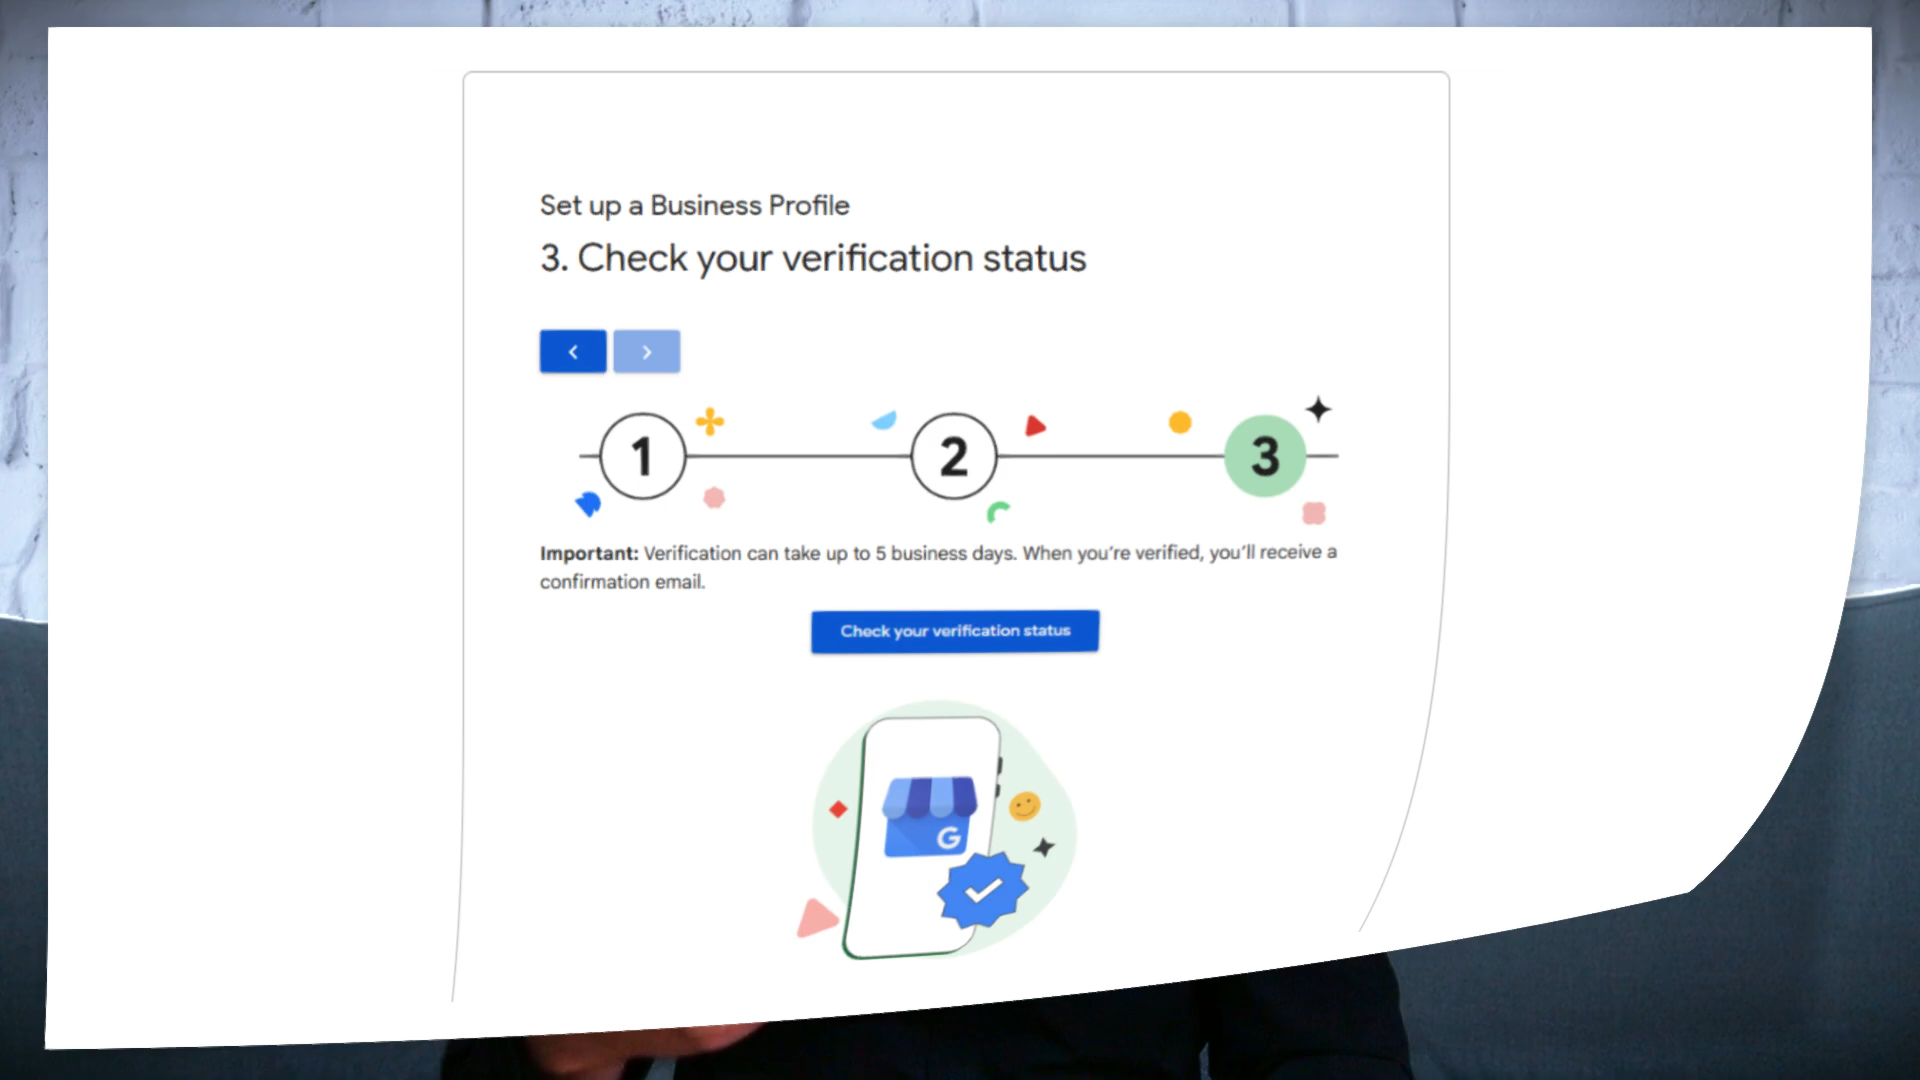 Set up a Business Profile
3. Check your verification status
1
2
3
Important: Verification can take up to 5 business days. When you're verified, you'll receive a
confirmation email.
Check your verification status
G